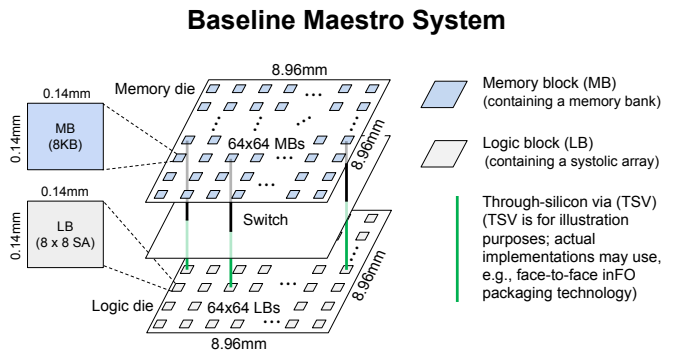 Baseline Maestro System
8.96mm
0.14mm
Memory die
...
0.14mm
MB
(8KB)
64x64 MBs
8.96mm
...
0.14mm
Switch
0.14mm
LB
(8 x 8 SA)
...
8.96mm
Logic die
64x64 LBs
...
8.96mm
Memory block (MB)
(containing a memory bank)
Logic block (LB)
(containing a systolic array)
Through-silicon via (TSV)
(TSV is for illustration
purposes; actual
implementations may use,
e.g., face-to-face inFO
packaging technology)